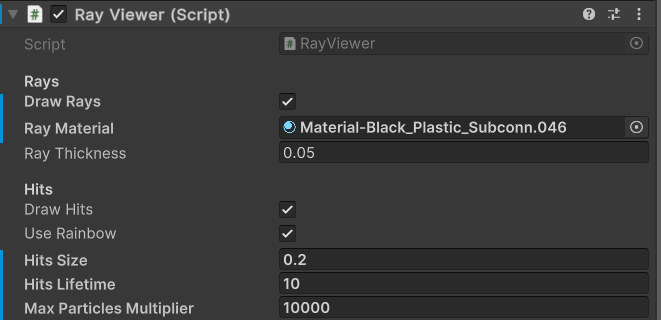 Ray Viewer (Script)
Script RayViewer
Rays
Draw Rays
Ray Material Material-Black_Plastic_Subconn.046
Ray Thickness 0.05
Hits
Draw Hits
Use Rainbow
Hits Size 0.2
Hits Lifetime 10
Max Particles Multiplier 10000